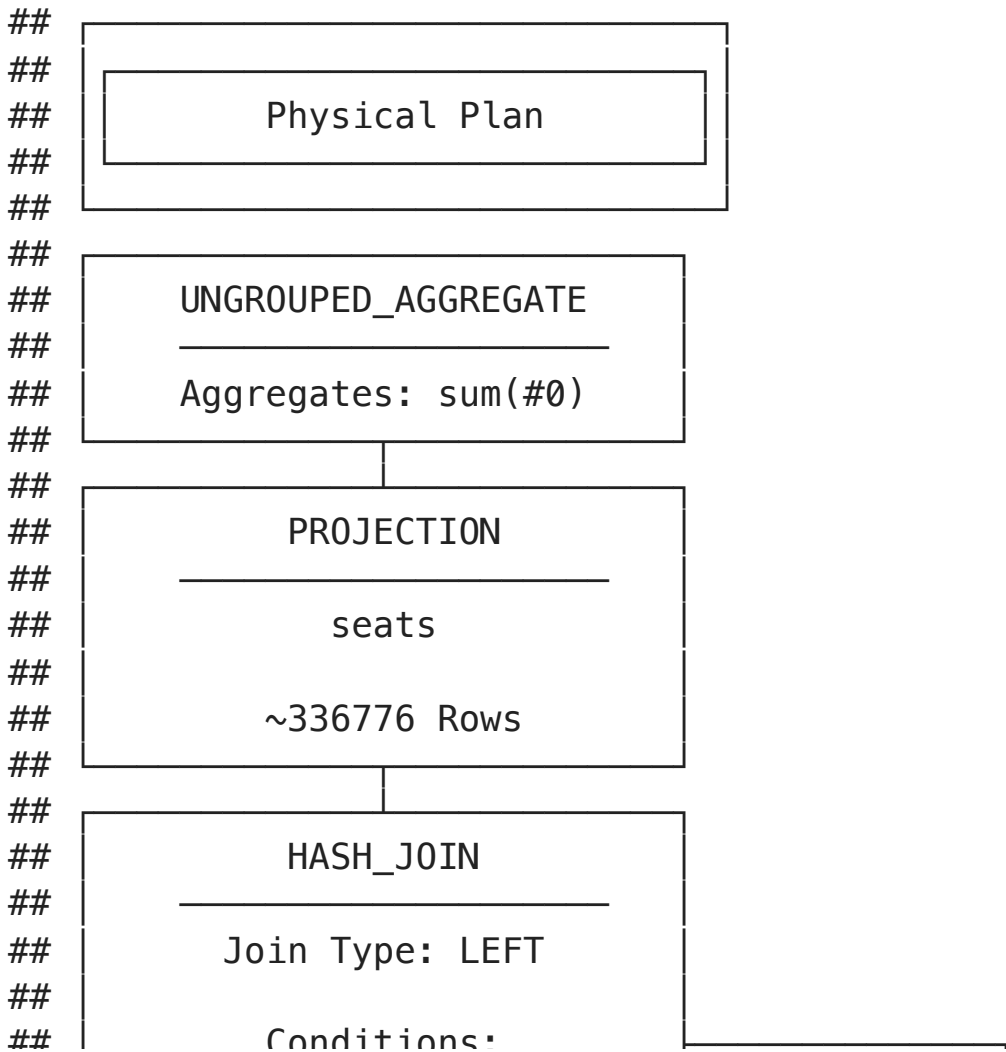 ##
##
## Physical Plan
##
##
##
## UNGROUPED_AGGREGATE
##
## Aggregates: sum(#0)
##
##
## PROJECTION
##
## seats
##
## ~336776 Rows
##
##
## HASH_JOIN
##
## Join Type: LEFT
##
## Conditions: